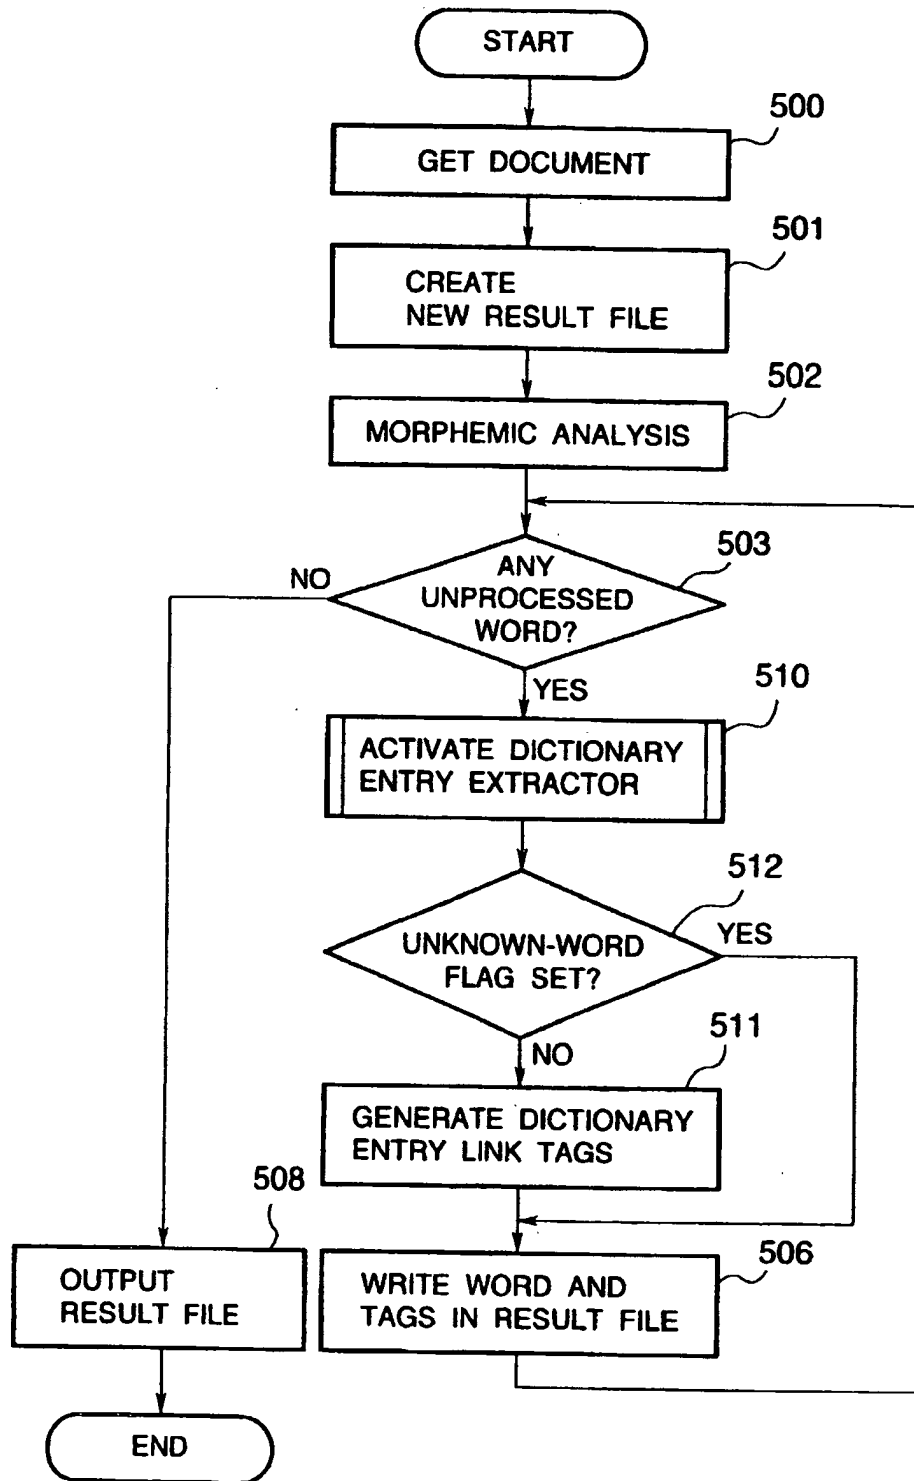 START
500
GET DOCUMENT
501
CREATE
NEW RESULT FILE
502
MORPHEMIC ANALYSIS
503
NO
ANY
UNPROCESSED
WORD?
YES
510
ACTIVATE DICTIONARY
ENTRY EXTRACTOR
512
UNKNOWN-WORD
FLAG SET?
YES
NO
511
GENERATE DICTIONARY
ENTRY LINK TAGS
508
OUTPUT
RESULT FILE
506
WRITE WORD AND
TAGS IN RESULT FILE
END